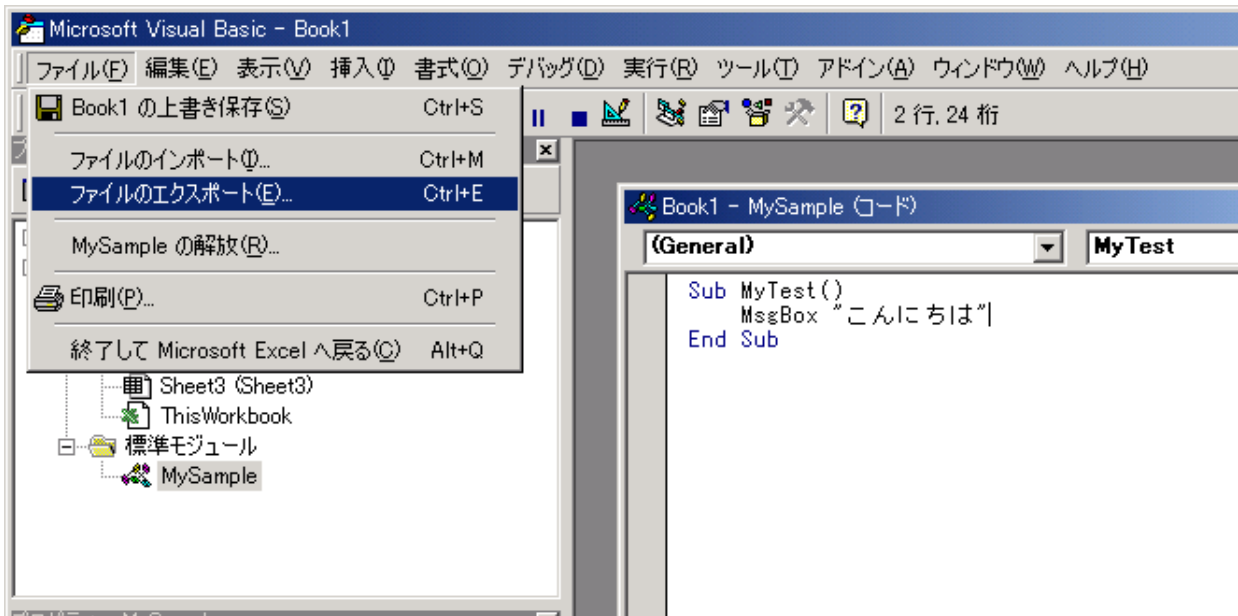 Microsoft Visual Basic - Book1
ファイル(F) 編集(E) 表示(V) 挿入(I) 書式(O) デバッグ(D) 実行(R) ツール(T) アドイン(A) ウィンドウ(W) ヘルプ(H)
Book1 の上書き保存(S) Ctrl+S
2 行, 24 桁
ファイルのインポート(I)... Ctrl+M
ファイルのエクスポート(E)... Ctrl+E
MySample の解放(R)...
印刷(P)... Ctrl+P
終了して Microsoft Excel へ戻る(C) Alt+Q
Sheet3 (Sheet3)
ThisWorkbook
標準モジュール
MySample
Book1 - MySample (コード)
(General) MyTest
Sub MyTest()
MsgBox "こんにちは"
End Sub